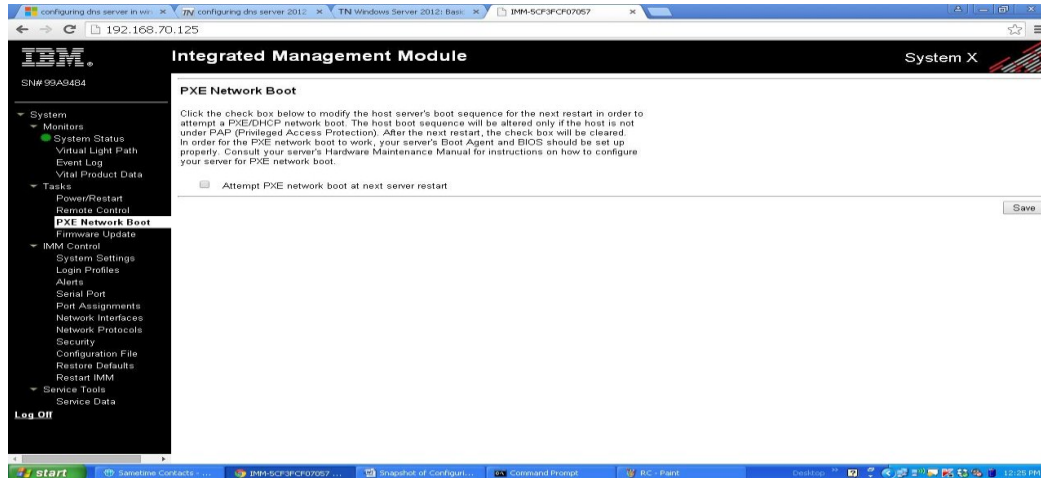 configuring dns server in wi
configuring dns server 2012
TN Windows Server 2012: Basic
IMM-5CF3FCF07057
192.168.70.125
IBM®
Integrated Management Module
System X
SN# 99A9484
System
Monitors
System Status
Virtual Light Path
Event Log
Vital Product Data
Tasks
Power/Restart
Remote Control
PXE Network Boot
Firmware Update
IMM Control
System Settings
Login Profiles
Alerts
Serial Port
Port Assignments
Network Interfaces
Network Protocols
Security
Configuration File
Restore Defaults
Restart IMM
Service Tools
Service Data
Log Off
PXE Network Boot
Click the check box below to modify the host server's boot sequence for the next restart in order to
attempt a PXE/DHCP network boot. The host boot sequence will be altered only if the host is not
under PAP (Privileged Access Protection). After the next restart, the check box will be cleared.
In order for the PXE network boot to work, your server's Boot Agent and BIOS should be set up
properly. Consult your server's Hardware Maintenance Manual for instructions on how to configure
your server for PXE network boot.
Attempt PXE network boot at next server restart
Save
start
Sametime Contacts - ...
IMM-5CF3FCF07057 ...
Snapshot of Configuri...
Command Prompt
RC - Paint
Desktop
12:25 PM